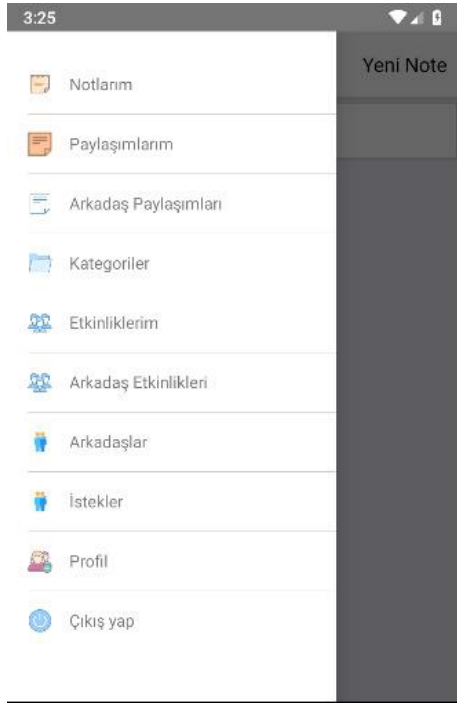 3:25
Yeni Note
Notlarım
Paylaşımlarım
Arkadaş Paylaşımları
Kategoriler
Etkinliklerim
Arkadaş Etkinlikleri
Arkadaşlar
İstekler
Profil
Çıkış yap